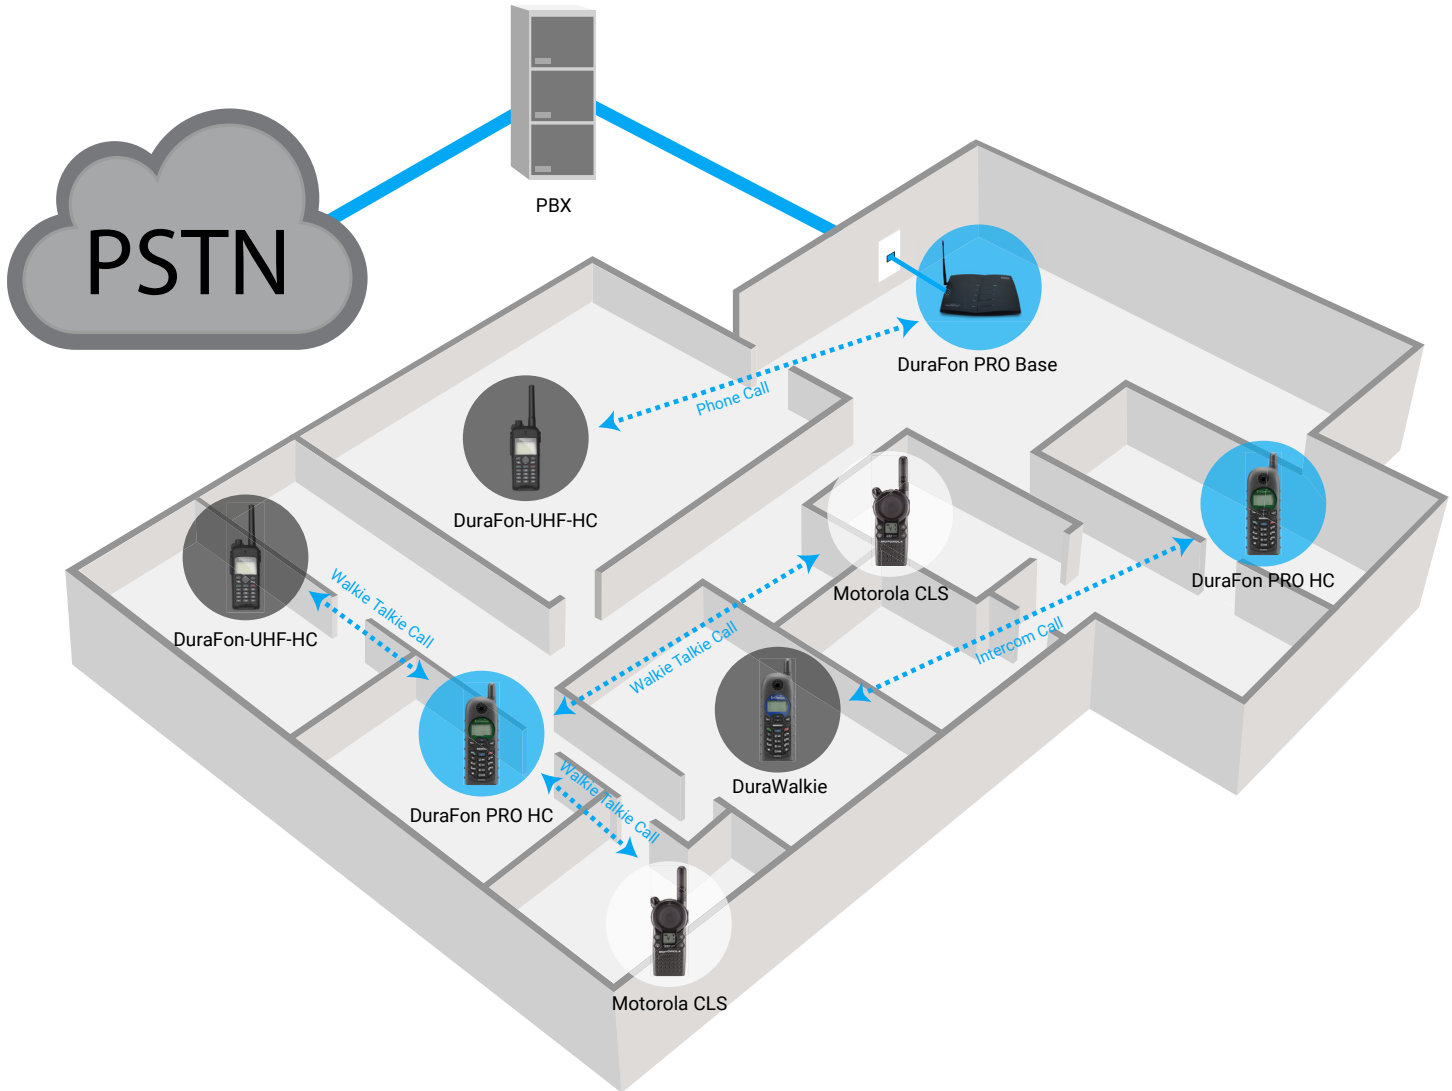 PBX
PSTN
DuraFon PRO Base
Phone Call
DuraFon-UHF-HC
DuraFon PRO HC
Motorola CLS
DuraFon-UHF-HC
Walkie Talkie Call
Walkie Talkie Call
Intercom Call
DuraWalkie
DuraFon PRO HC
Walkie Talkie Call
MOTOROLA
Motorola CLS